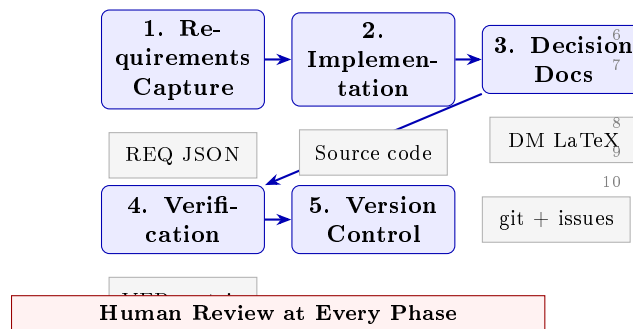 1. Re-
quirements
Capture
2.
Implemen-
tation
3. Decision
Docs
6
7
REQ JSON
Source code
DM LaTeX
8
9
10
4. Verifi-
cation
5. Version
Control
git + issues
Human Review at Every Phase